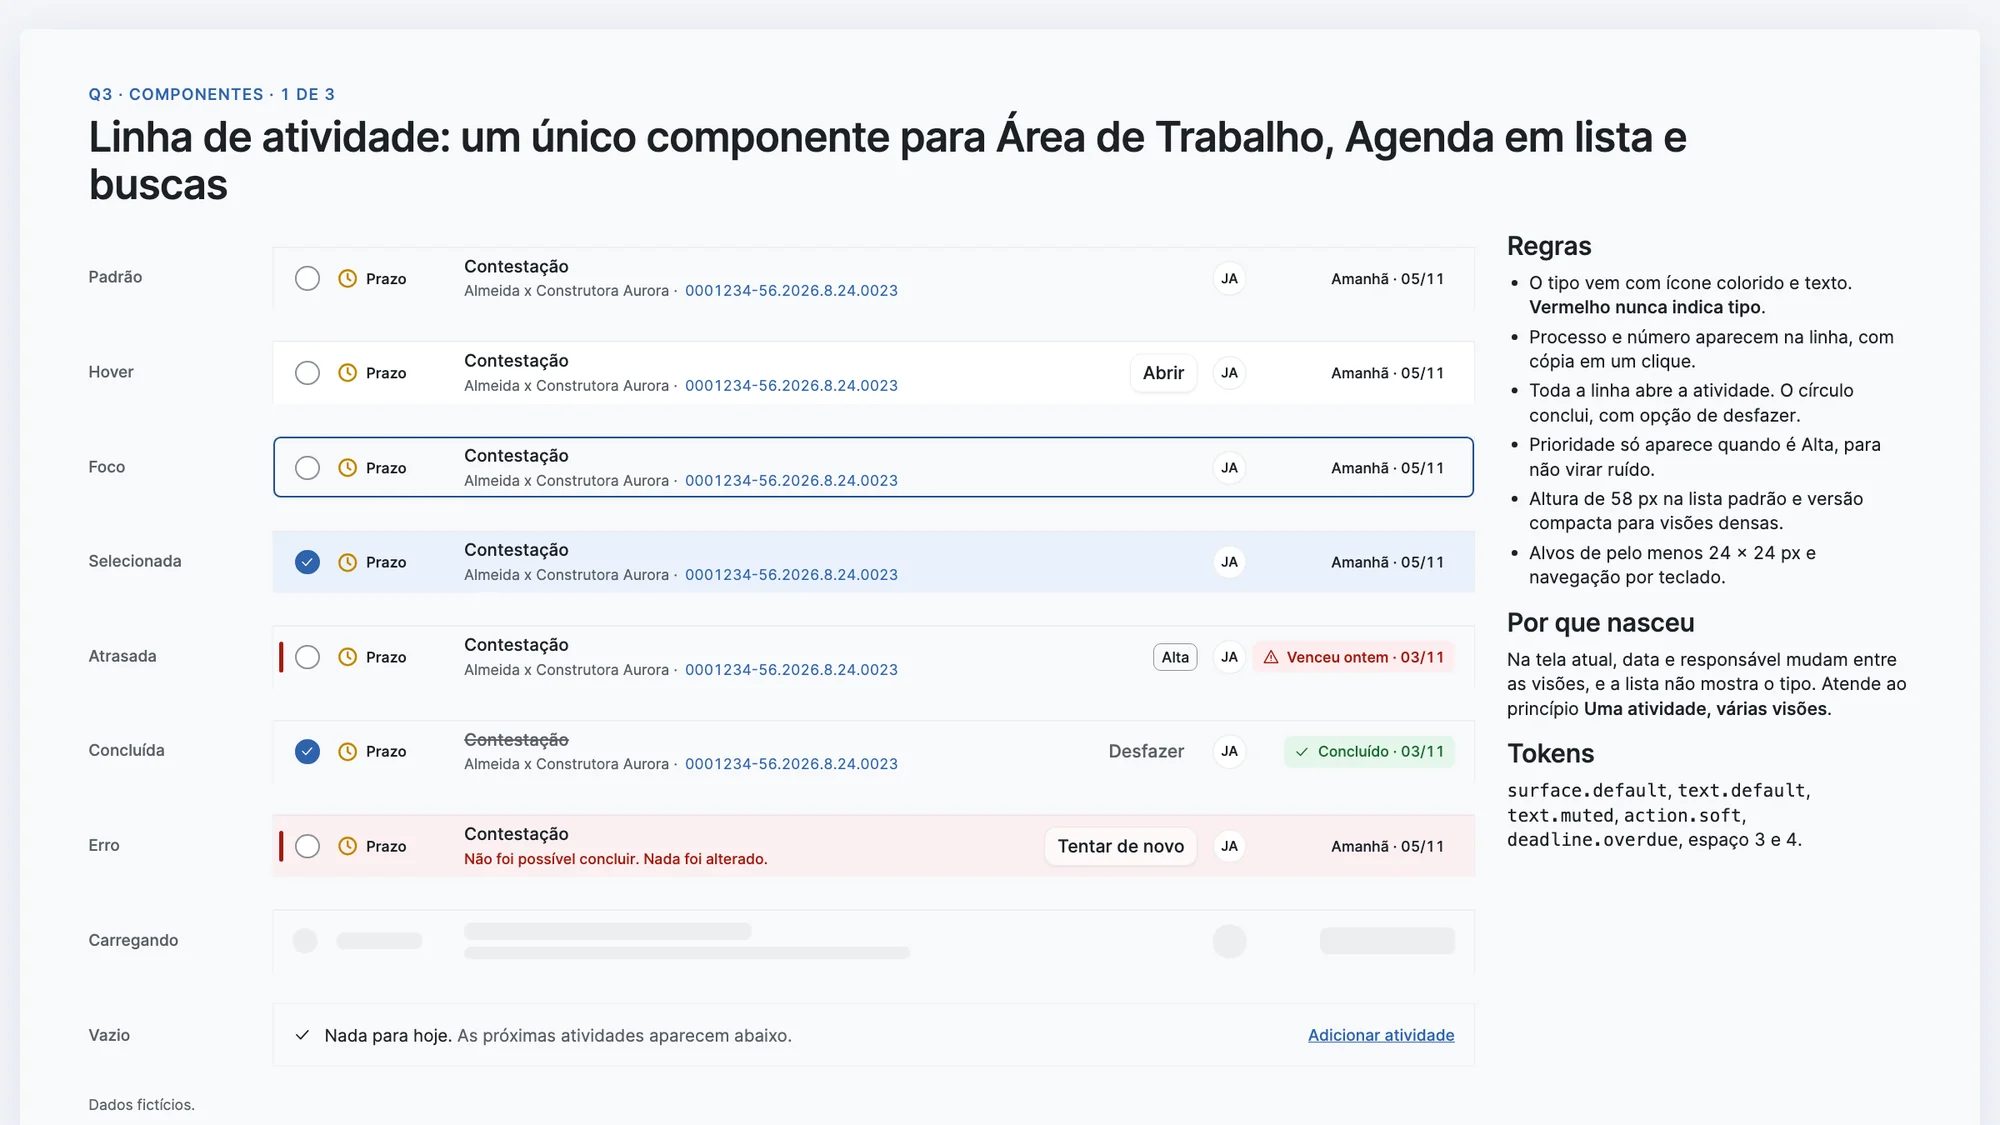 Q3 · COMPONENTES · 1 DE 3
Linha de atividade: um único componente para Área de Trabalho, Agenda em lista e
buscas
Padrão
Prazo
Contestação
Almeida x Construtora Aurora · 0001234-56.2026.8.24.0023
JA
Amanhã · 05/11
Hover
Prazo
Contestação
Almeida x Construtora Aurora · 0001234-56.2026.8.24.0023
Abrir
JA
Amanhã · 05/11
Foco
Prazo
Contestação
Almeida x Construtora Aurora · 0001234-56.2026.8.24.0023
JA
Amanhã · 05/11
Selecionada
Prazo
Contestação
Almeida x Construtora Aurora · 0001234-56.2026.8.24.0023
JA
Amanhã · 05/11
Atrasada
Prazo
Contestação
Almeida x Construtora Aurora · 0001234-56.2026.8.24.0023
Alta
JA
Venceu ontem · 03/11
Concluída
Prazo
Contestação
Almeida x Construtora Aurora · 0001234-56.2026.8.24.0023
Desfazer
JA
Concluído · 03/11
Erro
Prazo
Contestação
Não foi possível concluir. Nada foi alterado.
Tentar de novo
JA
Amanhã · 05/11
Carregando
Vazio
Nada para hoje. As próximas atividades aparecem abaixo.
Adicionar atividade
Dados fictícios.
Regras
• O tipo vem com ícone colorido e texto.
Vermelho nunca indica tipo.
• Processo e número aparecem na linha, com
cópia em um clique.
• Toda a linha abre a atividade. O círculo
conclui, com opção de desfazer.
• Prioridade só aparece quando é Alta, para
não virar ruído.
• Altura de 58 px na lista padrão e versão
compacta para visões densas.
• Alvos de pelo menos 24 × 24 px e
navegação por teclado.
Por que nasceu
Na tela atual, data e responsável mudam entre
as visões, e a lista não mostra o tipo. Atende ao
princípio Uma atividade, várias visões.
Tokens
surface.default, text.default,
text.muted, action.soft,
deadline.overdue, espaço 3 e 4.